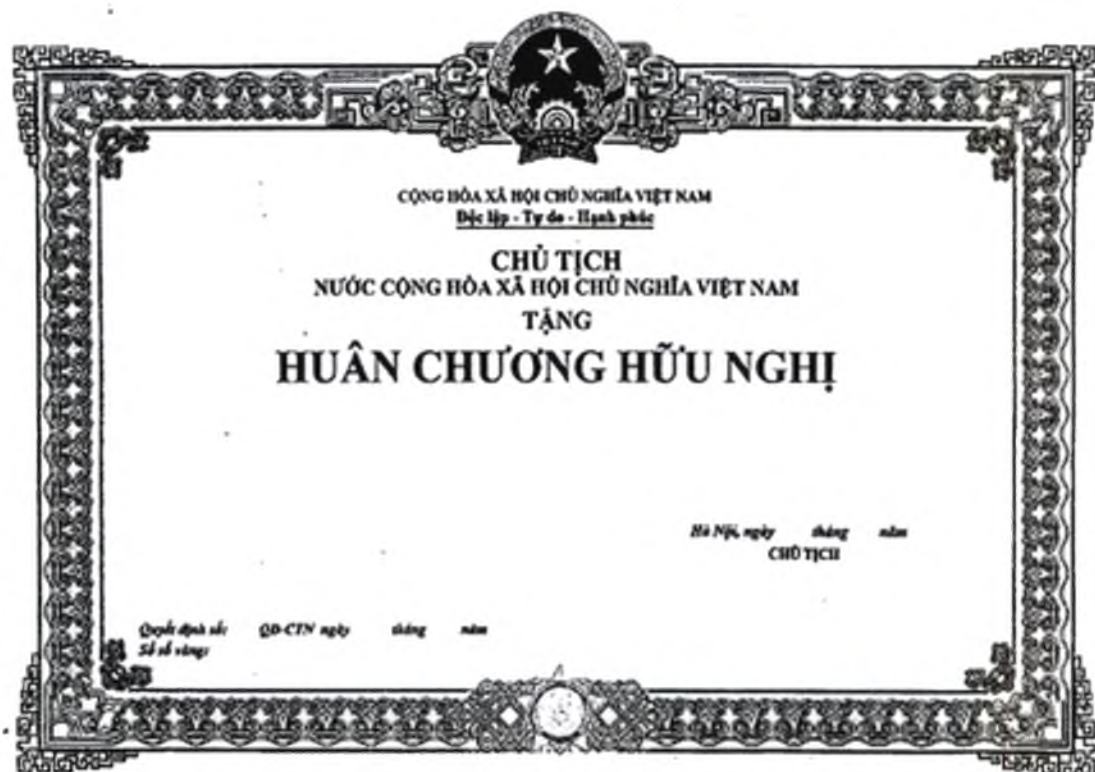 CỘNG HÒA XÃ HỘI CHỦ NGHĨA VIỆT NAM
Độc lập - Tự do - Hạnh phúc
CHỦ TỊCH
NƯỚC CỘNG HÒA XÃ HỘI CHỦ NGHĨA VIỆT NAM
TẶNG
HUÂN CHƯƠNG HỮU NGHỊ
Hà Nội, ngày tháng năm
CHỦ TỊCH
Quyết định số: QĐ-CTN ngày tháng năm
Số sổ vàng: